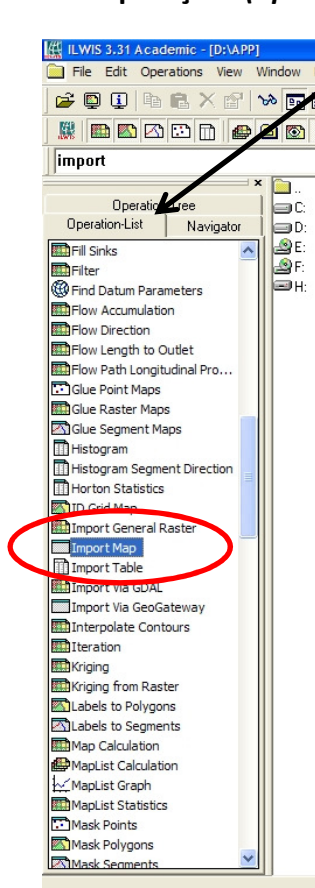 ILWIS 3.31 Academic - [D:\APP]
File Edit Operations View Window
import
..
C:
D:
E:
F:
H:
Operation-Tree
Operation-List Navigator
Fill Sinks
Filter
Find Datum Parameters
Flow Accumulation
Flow Direction
Flow Length to Outlet
Flow Path Longitudinal Pro...
Glue Point Maps
Glue Raster Maps
Glue Segment Maps
Histogram
Histogram Segment Direction
Horton Statistics
ID Grid Map
Import General Raster
Import Map
Import Table
Import Via GDAL
Import Via GeoGateway
Interpolate Contours
Iteration
Kriging
Kriging from Raster
Labels to Polygons
Labels to Segments
Map Calculation
MapList Calculation
MapList Graph
MapList Statistics
Mask Points
Mask Polygons
Mask Segments